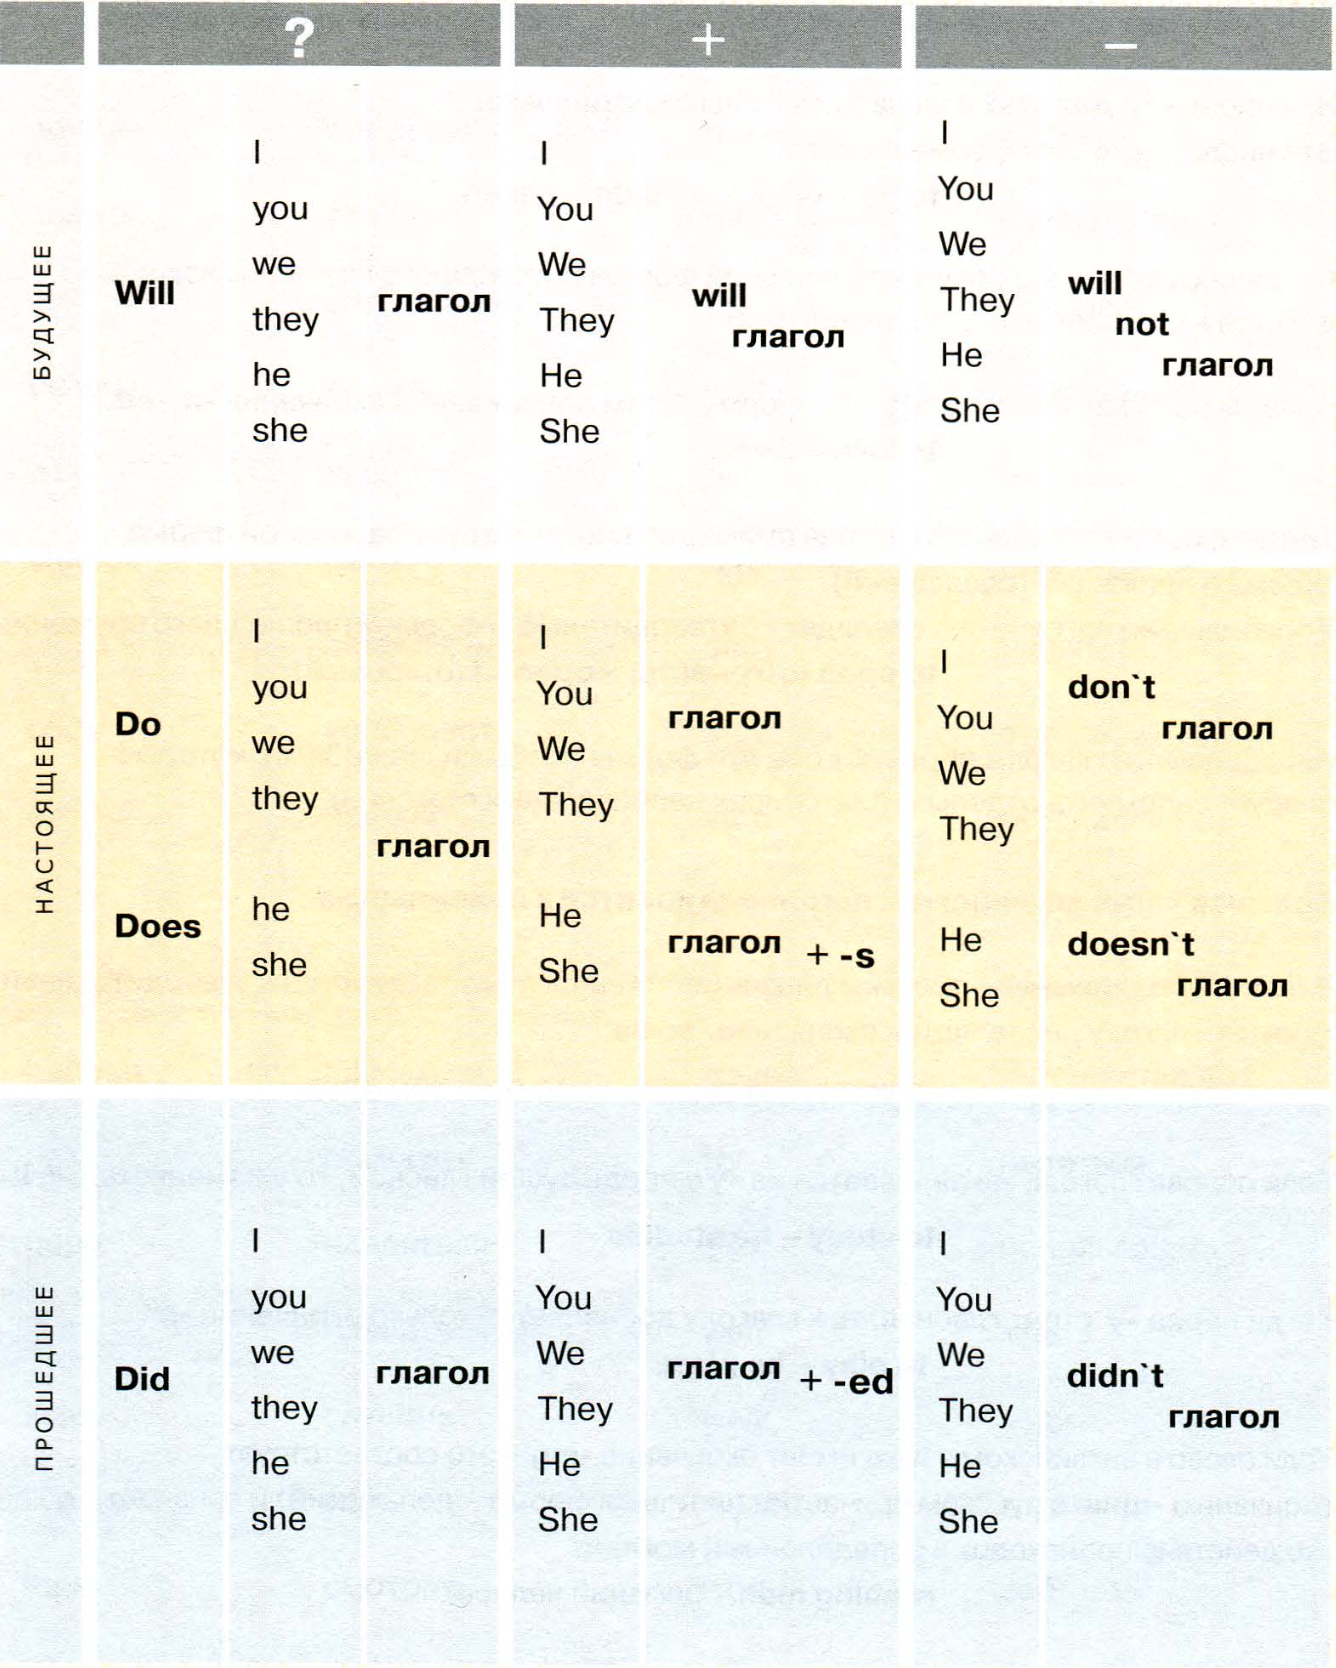 ? + −
БУДУЩЕЕ
Will
I
you
we
they
he
she
глагол
I
You
We
They
He
She
will
глагол
I
You
We
They
He
She
will
not
глагол
НАСТОЯЩЕЕ
Do
Does
I
you
we
they
he
she
глагол
I
You
We
They
He
She
глагол
глагол + -s
I
You
We
They
He
She
don`t
глагол
doesn`t
глагол
ПРОШЕДШЕЕ
Did
I
you
we
they
he
she
глагол
I
You
We
They
He
She
глагол + -ed
I
You
We
They
He
She
didn`t
глагол